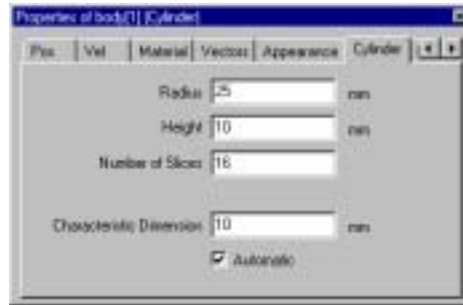 Properties of body[1] [Cylinder]
Pos Vel Material Vectors Appearance Cylinder
Radius 25 mm
Height 10 mm
Number of Slices 16
Characteristic Dimension 10 mm
Automatic